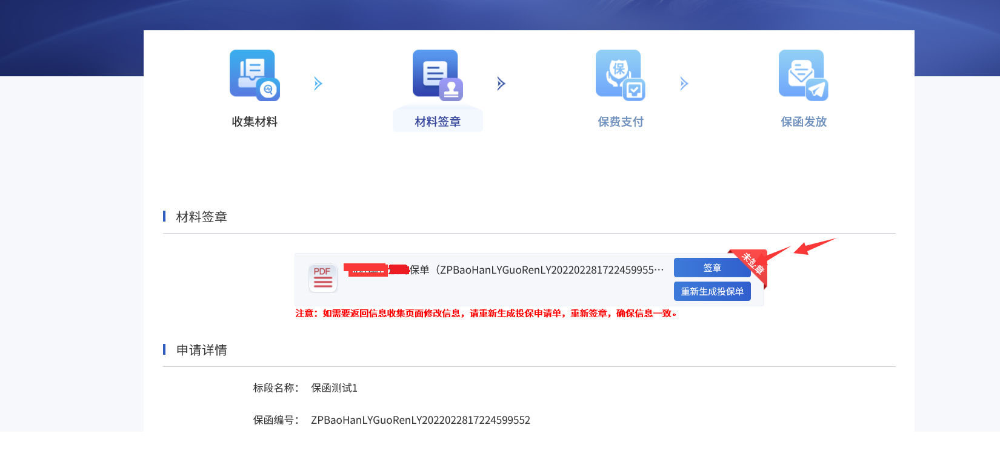 保
收集材料
材料签章
保费支付
保函发放
材料签章
PDF
保单（ZPBaoHanLYGuoRenLY20220228172245995​5…
签章
未签章
重新生成投保单
注意：如需要返回信息收集页面修改信息，请重新生成投保申请单，重新签章，确保信息一致。
申请详情
标段名称： 保函测试1
保函编号： ZPBaoHanLYGuoRenLY2022022817224599552